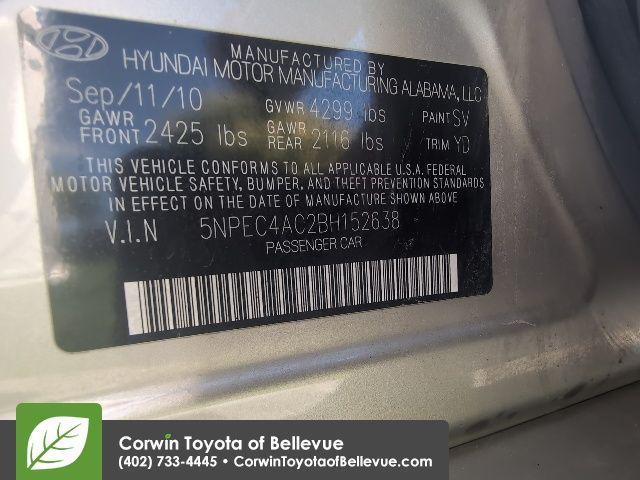 MANUFACTURED BY
HYUNDAI MOTOR MANUFACTURING ALABAMA, LLC
Sep/11/10 GVWR 4299 lbs PAINT SV
GAWR FRONT 2425 lbs GAWR REAR 2116 lbs TRIM YD
THIS VEHICLE CONFORMS TO ALL APPLICABLE U.S.A. FEDERAL
MOTOR VEHICLE SAFETY, BUMPER, AND THEFT PREVENTION STANDARDS
IN EFFECT ON THE DATE OF MANUFACTURE SHOWN ABOVE
V.I.N 5NPEC4AC2BH152638
PASSENGER CAR
Corwin Toyota of Bellevue
(402) 733-4445 • CorwinToyotaofBellevue.com